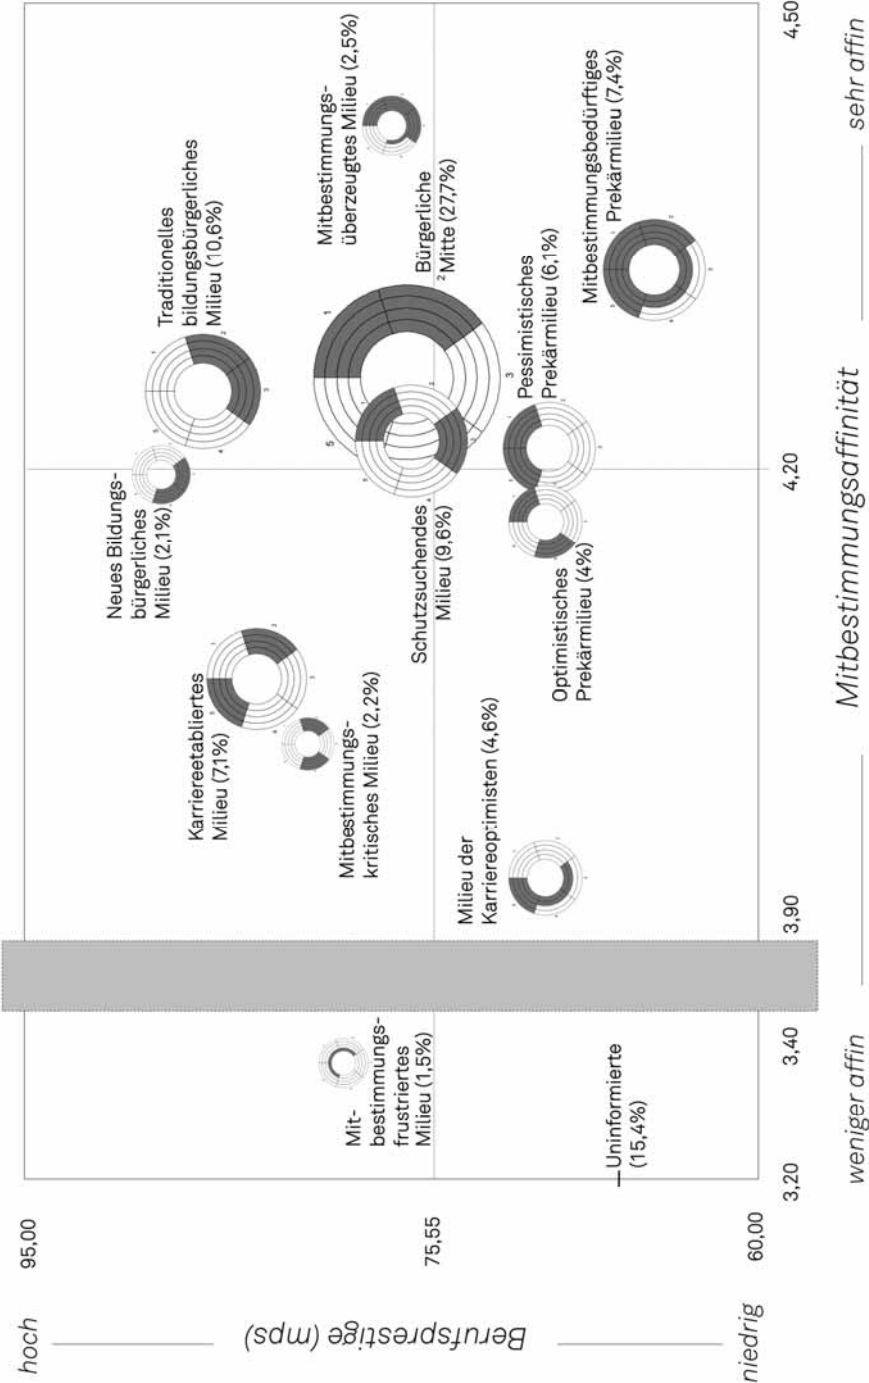 hoch
Berufsprestige (mps)
niedrig
95,00
75,55
60,00
Neues Bildungs-
bürgerliches
Milieu (2,1%)
Traditionelles
bildungsbürgerliches
Milieu (10,6%)
Karriereetabliertes
Milieu (7,1%)
Mitbestimmungs-
kritisches Milieu (2,2%)
Mitbestimmungs-
überzeugtes Milieu (2,5%)
Bürgerliche
Mitte (27,7%)
Mit-
bestimmungs-
frustriertes
Milieu (1,5%)
Schutzsuchendes
Milieu (9,6%)
Milieu der
Karriereoptimisten (4,6%)
Pessimistisches
Prekärmilieu (6,1%)
Optimistisches
Prekärmilieu (4%)
Mitbestimmungsbedürftiges
Prekärmilieu (7,4%)
Uninformierte
(15,4%)
1
2
3
5
3,20
3,40
3,90
4,20
4,50
weniger affin
Mitbestimmungsaffinität
sehr affin